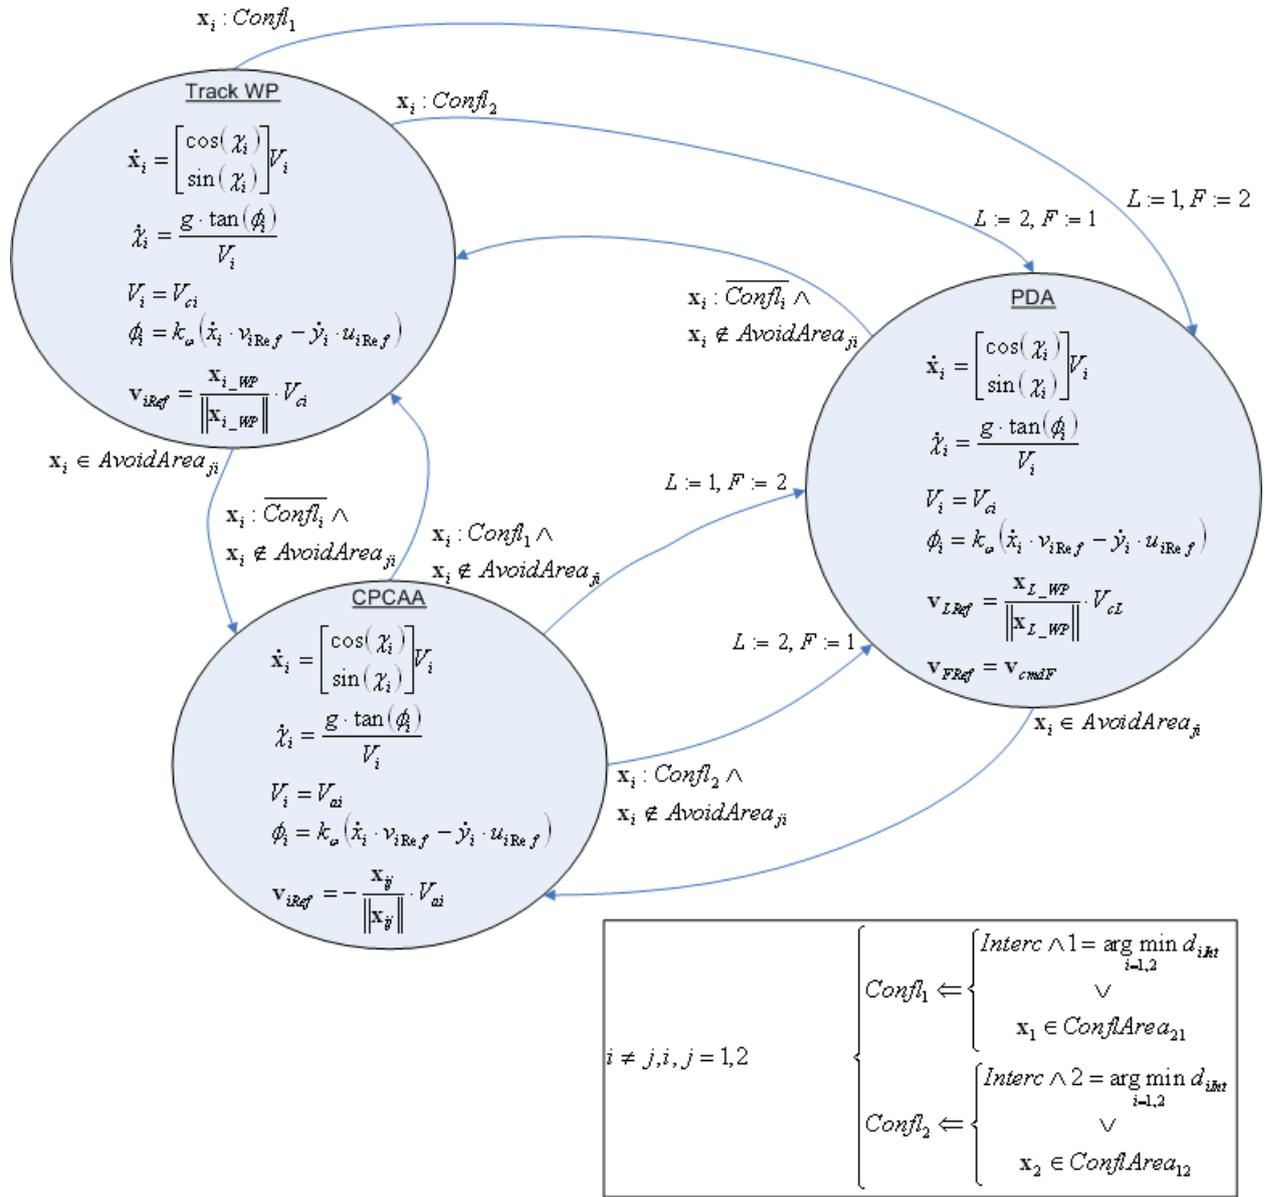 x_i : Confl_1
Track WP
ẋ_i = [cos(χ_i) sin(χ_i)] V_i
χ̇_i = g · tan(ϕ_i) / V_i
V_i = V_ci
ϕ_i = k_ω (ẋ_i · v_iRef − ẏ_i · u_iRef)
v_iRef = x_i_WP / ‖x_i_WP‖ · V_ci
x_i : Confl_2
L := 2, F := 1
L := 1, F := 2
x_i : \overline{Confl_i} ∧
x_i ∉ AvoidArea_ji
PDA
ẋ_i = [cos(χ_i) sin(χ_i)] V_i
χ̇_i = g · tan(ϕ_i) / V_i
V_i = V_ci
ϕ_i = k_ω (ẋ_i · v_iRef − ẏ_i · u_iRef)
v_LRef = x_L_WP / ‖x_L_WP‖ · V_cL
v_FRef = v_cmdF
x_i ∈ AvoidArea_ji
x_i : \overline{Confl_i} ∧
x_i ∉ AvoidArea_ji
x_i : Confl_1 ∧
x_i ∉ AvoidArea_ji
L := 1, F := 2
L := 2, F := 1
CPCAA
ẋ_i = [cos(χ_i) sin(χ_i)] V_i
χ̇_i = g · tan(ϕ_i) / V_i
V_i = V_ai
ϕ_i = k_ω (ẋ_i · v_iRef − ẏ_i · u_iRef)
v_iRef = − x_ij / ‖x_ij‖ · V_ai
x_i : Confl_2 ∧
x_i ∉ AvoidArea_ji
x_i ∈ AvoidArea_ji
i ≠ j, i, j = 1,2
Confl_1 ⇐
Interc ∧ 1 = arg min d_iInt
i=1,2
∨
x_1 ∈ ConflArea_21
Confl_2 ⇐
Interc ∧ 2 = arg min d_iInt
i=1,2
∨
x_2 ∈ ConflArea_12